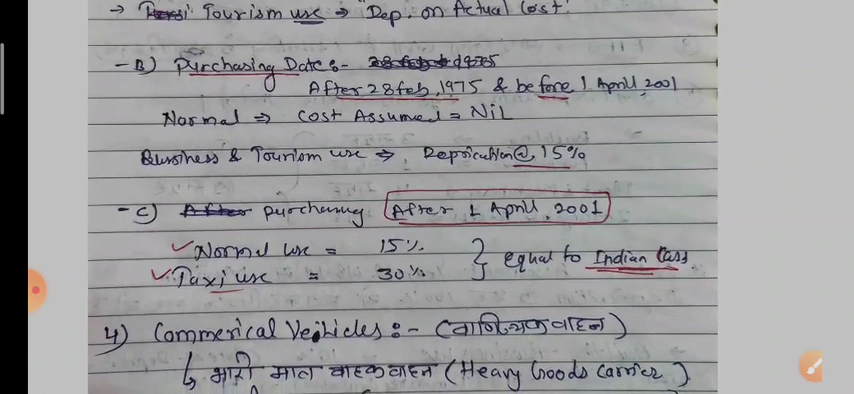 → Tourism use ⇒ Dep. on Actual Cost
- B) Purchasing Date:-
After 28 feb, 1975 & before 1 April, 2001
Normal ⇒ Cost Assumed = NIL
Business & Tourism use ⇒ Depriciation@ 15%
- C) After purchasing After 1 April, 2001
✓Normal use = 15%
✓Taxi use = 30%
} equal to Indian Cars.
4) Commerical Vehicles:- (वाणिज्यिक वाहन)
↳ भारी माल वाहक वाहन (Heavy Goods Carrier)